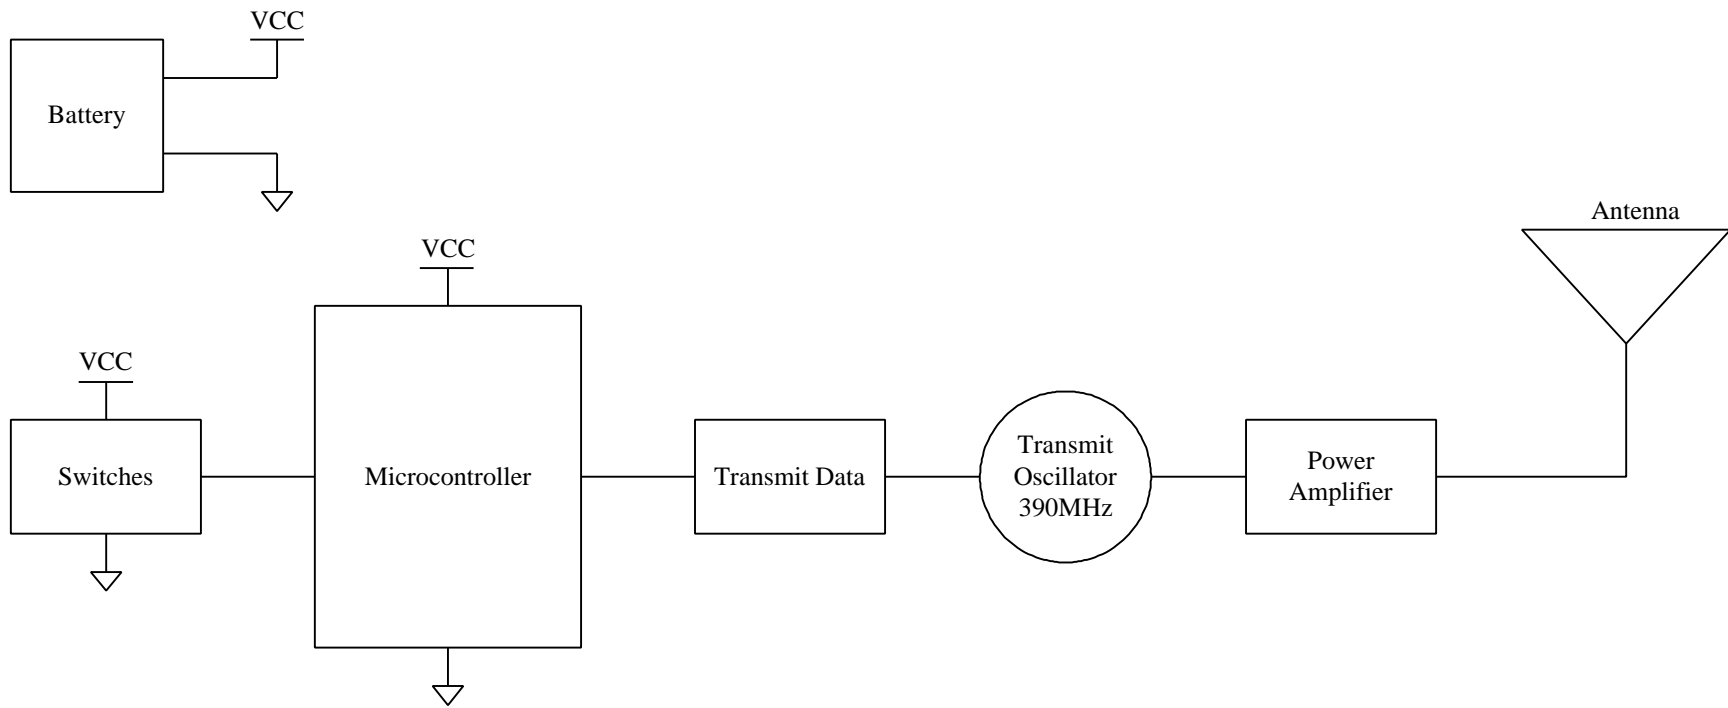 VCC
Battery
Antenna
VCC
VCC
Switches
Microcontroller
Transmit Data
Transmit
Oscillator
390MHz
Power
Amplifier